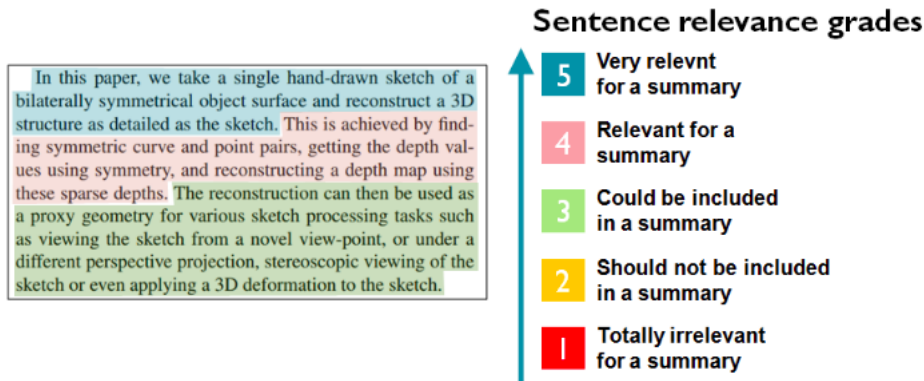 Sentence relevance grades
In this paper, we take a single hand-drawn sketch of a
bilaterally symmetrical object surface and reconstruct a 3D
structure as detailed as the sketch. This is achieved by find-
ing symmetric curve and point pairs, getting the depth val-
ues using symmetry, and reconstructing a depth map using
these sparse depths. The reconstruction can then be used as
a proxy geometry for various sketch processing tasks such
as viewing the sketch from a novel view-point, or under a
different perspective projection, stereoscopic viewing of the
sketch or even applying a 3D deformation to the sketch.
5
Very relevnt
for a summary
4
Relevant for a
summary
3
Could be included
in a summary
2
Should not be included
in a summary
1
Totally irrelevant
for a summary